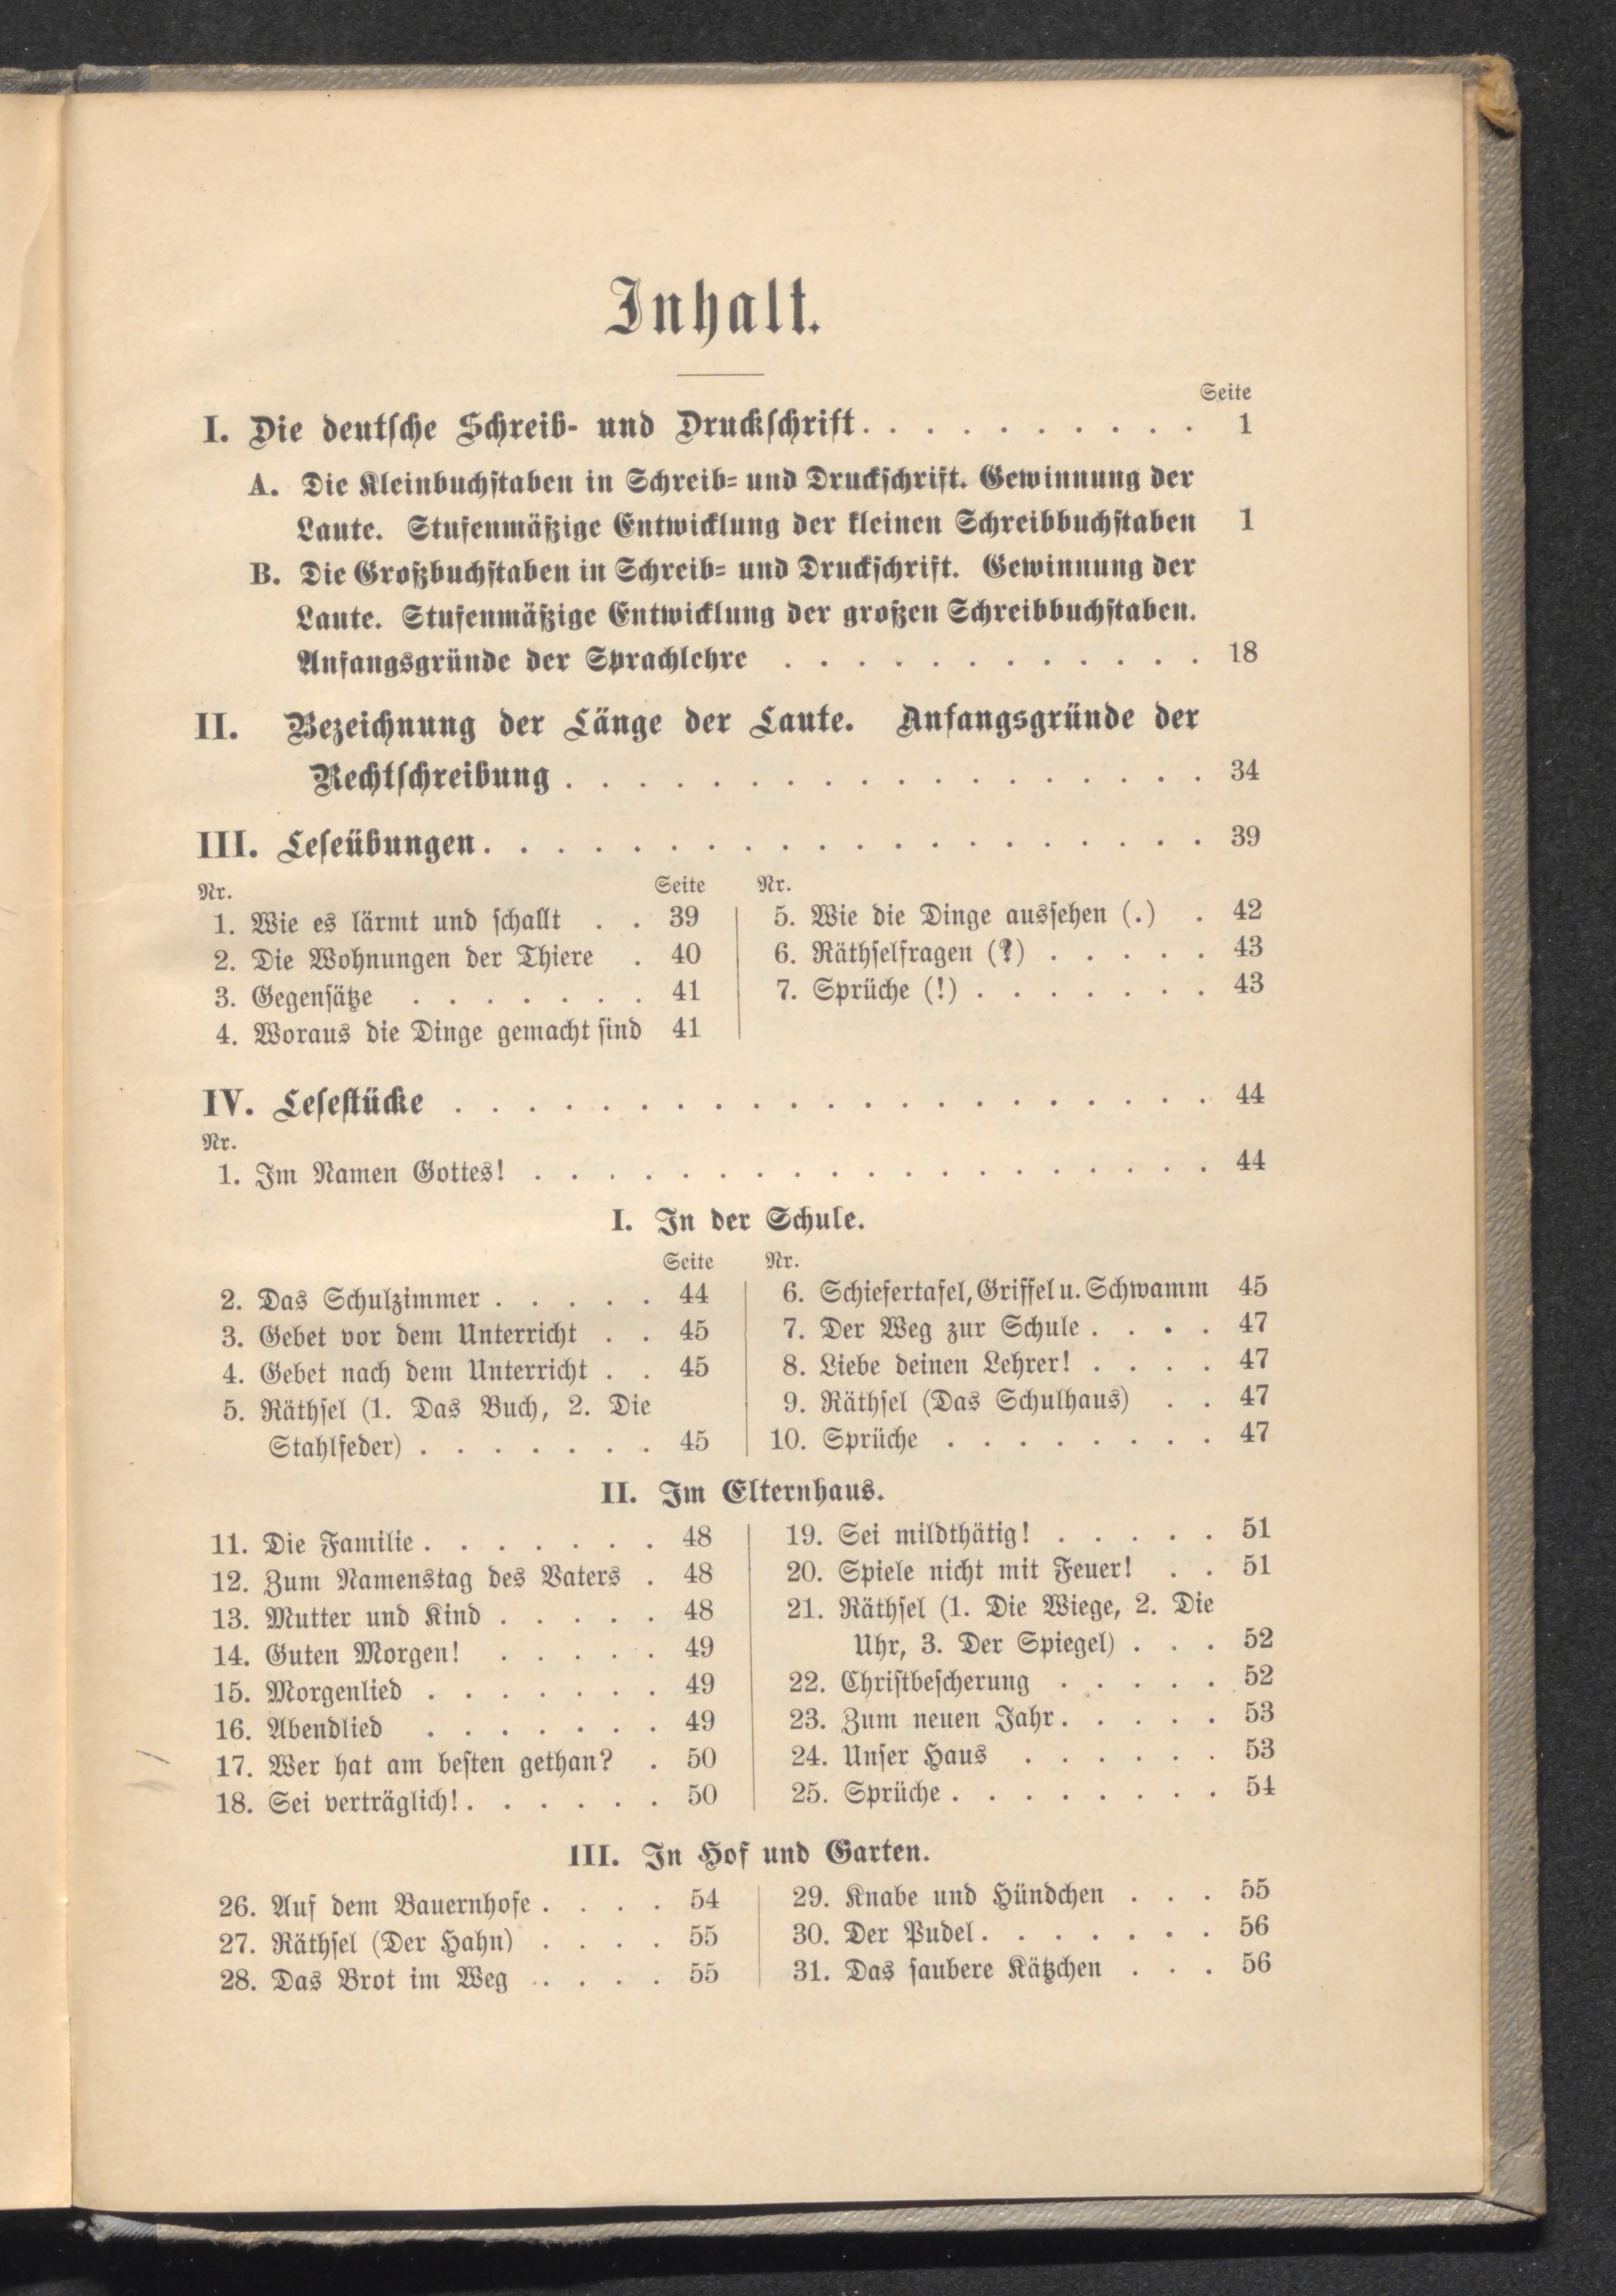 Inhalt.
Seite
I. Die deutsche Schreib- und Druckschrift. . . . . . . . . . 1
A. Die Kleinbuchstaben in Schreib- und Druckschrift. Gewinnung der
Laute. Stufenmäßige Entwicklung der kleinen Schreibbuchstaben 1
B. Die Großbuchstaben in Schreib- und Druckschrift. Gewinnung der
Laute. Stufenmäßige Entwicklung der großen Schreibbuchstaben.
Anfangsgründe der Sprachlehre . . . . . . . . . . . . 18
II. Bezeichnung der Länge der Laute. Anfangsgründe der
Rechtschreibung . . . . . . . . . . . . . . . . . . 34
III. Leseübungen. . . . . . . . . . . . . . . . . . . . 39
Nr. Seite
1. Wie es lärmt und schallt . . 39
2. Die Wohnungen der Thiere . 40
3. Gegensätze . . . . . . . 41
4. Woraus die Dinge gemacht sind 41
Nr.
5. Wie die Dinge aussehen (.) . 42
6. Räthselfragen (?) . . . . . 43
7. Sprüche (!) . . . . . . . 43
IV. Lesestücke . . . . . . . . . . . . . . . . . . . . . 44
Nr.
1. Im Namen Gottes! . . . . . . . . . . . . . . . . . . . 44
I. In der Schule.
Seite
2. Das Schulzimmer . . . . . 44
3. Gebet vor dem Unterricht . . 45
4. Gebet nach dem Unterricht . . 45
5. Räthsel (1. Das Buch, 2. Die
Stahlfeder) . . . . . . . 45
Nr.
6. Schiefertafel, Griffel u. Schwamm 45
7. Der Weg zur Schule . . . . 47
8. Liebe deinen Lehrer! . . . . 47
9. Räthsel (Das Schulhaus) . . 47
10. Sprüche . . . . . . . . 47
II. Im Elternhaus.
11. Die Familie . . . . . . . 48
12. Zum Namenstag des Vaters . 48
13. Mutter und Kind . . . . . 48
14. Guten Morgen! . . . . . 49
15. Morgenlied . . . . . . . 49
16. Abendlied . . . . . . . 49
17. Wer hat am besten gethan? . 50
18. Sei verträglich! . . . . . . 50
19. Sei mildthätig! . . . . . 51
20. Spiele nicht mit Feuer! . . 51
21. Räthsel (1. Die Wiege, 2. Die
Uhr, 3. Der Spiegel) . . . 52
22. Christbescherung . . . . . 52
23. Zum neuen Jahr. . . . . 53
24. Unser Haus . . . . . . 53
25. Sprüche . . . . . . . . 54
III. In Hof und Garten.
26. Auf dem Bauernhofe . . . . 54
27. Räthsel (Der Hahn) . . . . 55
28. Das Brot im Weg . . . . 55
29. Knabe und Hündchen . . . 55
30. Der Pudel. . . . . . . 56
31. Das saubere Kätzchen . . . 56